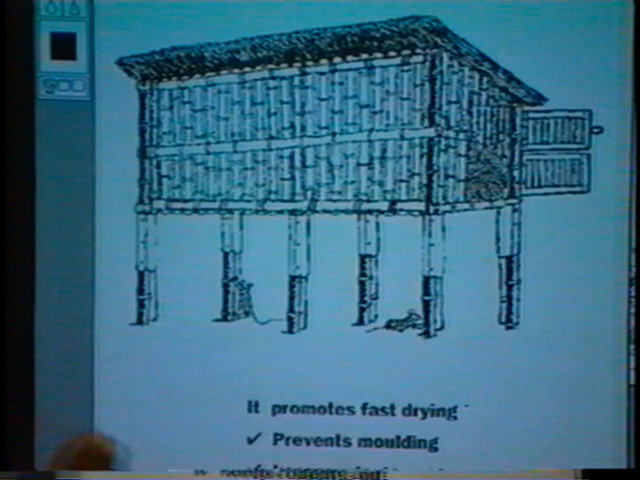 It promotes fast drying
✓ Prevents moulding